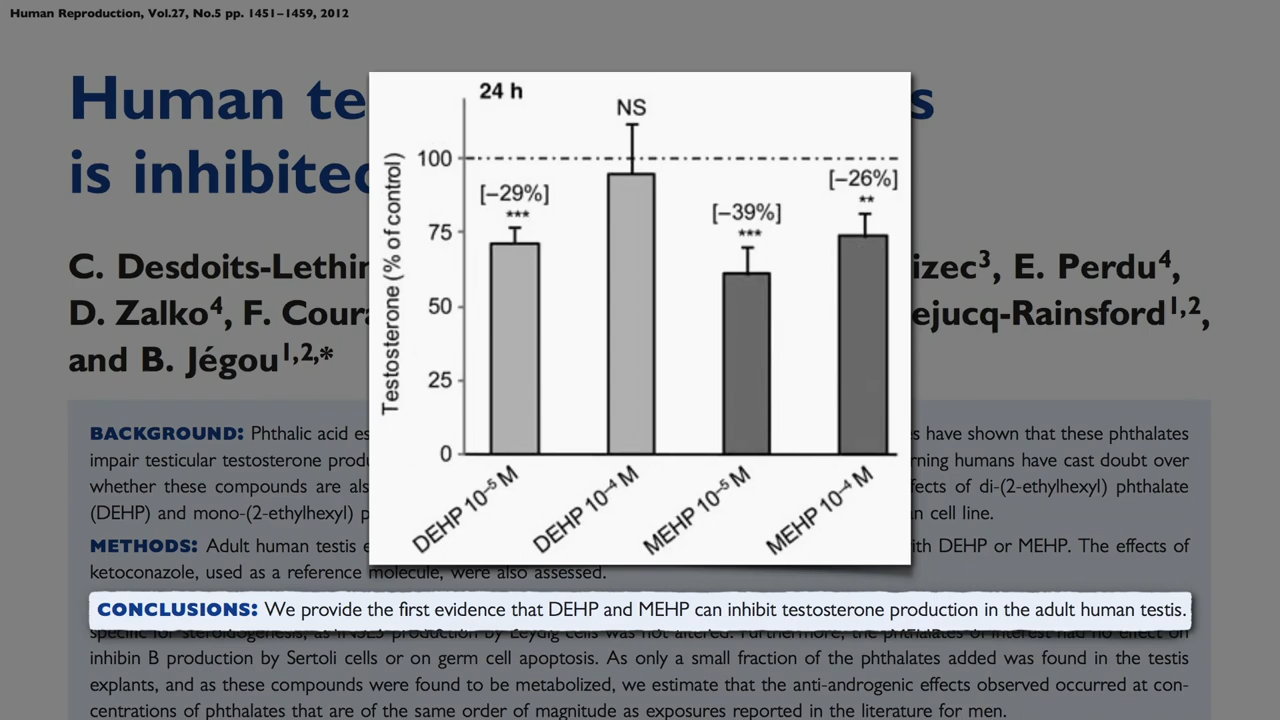 Human Reproduction, Vol.27, No.5 pp. 1451–1459, 2012
Human te s
is inhibited
C. Desdoits-Lethin izec3, E. Perdu4,
D. Zalko4, F. Coura ejucq-Rainsford1,2,
and B. Jégou1,2,*
24 h
NS
Testosterone (% of control)
100
75
50
25
0
[–29%]
***
[–39%]
***
[–26%]
**
DEHP 10–5 M
DEHP 10–4 M
MEHP 10–5 M
MEHP 10–4 M
BACKGROUND: Phthalic acid es s have shown that these phthalates
impair testicular testosterone produ rning humans have cast doubt over
whether these compounds are als fects of di-(2-ethylhexyl) phthalate
(DEHP) and mono-(2-ethylhexyl) p n cell line.
METHODS: Adult human testis e ith DEHP or MEHP. The effects of
ketoconazole, used as a reference molecule, were also assessed.
CONCLUSIONS: We provide the first evidence that DEHP and MEHP can inhibit testosterone production in the adult human testis.
inhibin B production by Sertoli cells or on germ cell apoptosis. As only a small fraction of the phthalates added was found in the testis
explants, and as these compounds were found to be metabolized, we estimate that the anti-androgenic effects observed occurred at con-
centrations of phthalates that are of the same order of magnitude as exposures reported in the literature for men.